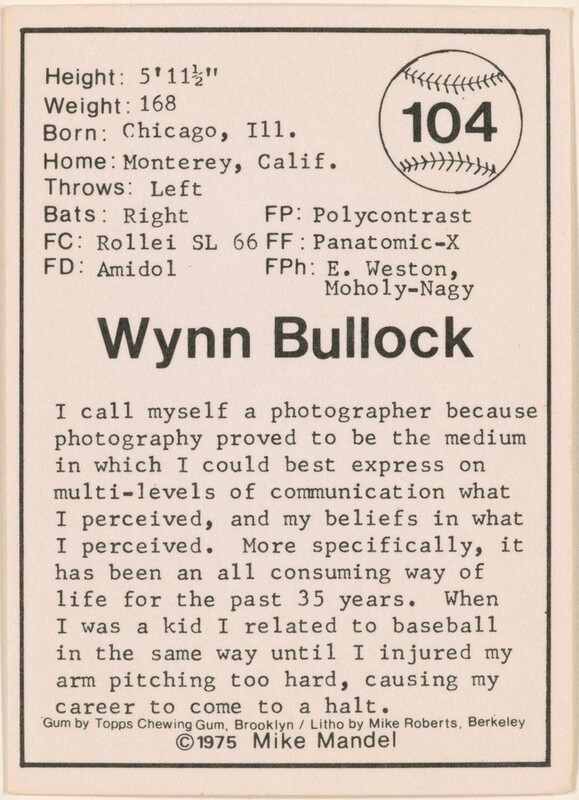 Height: 5'11½"
Weight: 168
104
Born: Chicago, Ill.
Home: Monterey, Calif.
Throws: Left
Bats: Right FP: Polycontrast
FC: Rollei SL 66 FF: Panatomic-X
FD: Amidol FPh: E. Weston,
Moholy-Nagy
Wynn Bullock
I call myself a photographer because
photography proved to be the medium
in which I could best express on
multi-levels of communication what
I perceived, and my beliefs in what
I perceived. More specifically, it
has been an all consuming way of
life for the past 35 years. When
I was a kid I related to baseball
in the same way until I injured my
arm pitching too hard, causing my
career to come to a halt.
Gum by Topps Chewing Gum, Brooklyn / Litho by Mike Roberts, Berkeley
©1975 Mike Mandel